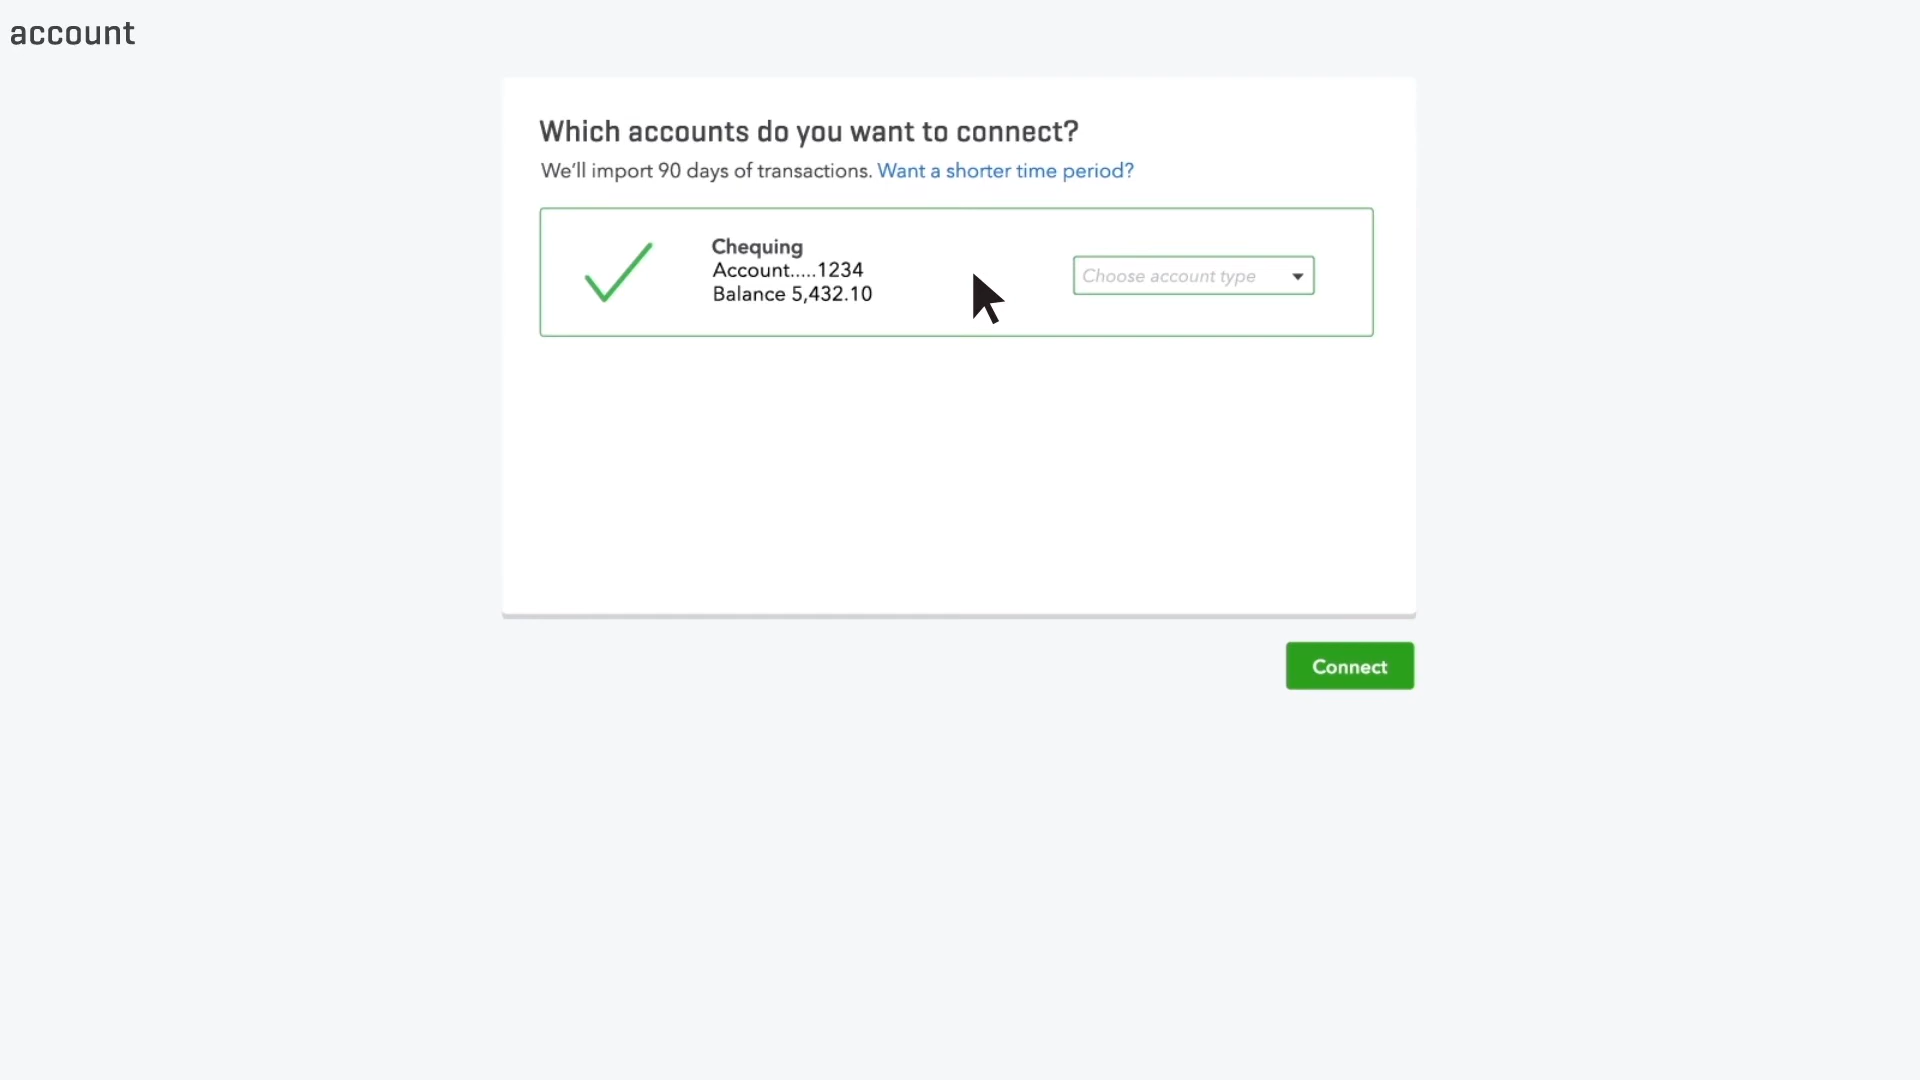 account
Which accounts do you want to connect?
We'll import 90 days of transactions. Want a shorter time period?
Chequing
Account.....1234
Balance 5,432.10
Choose account type
Connect